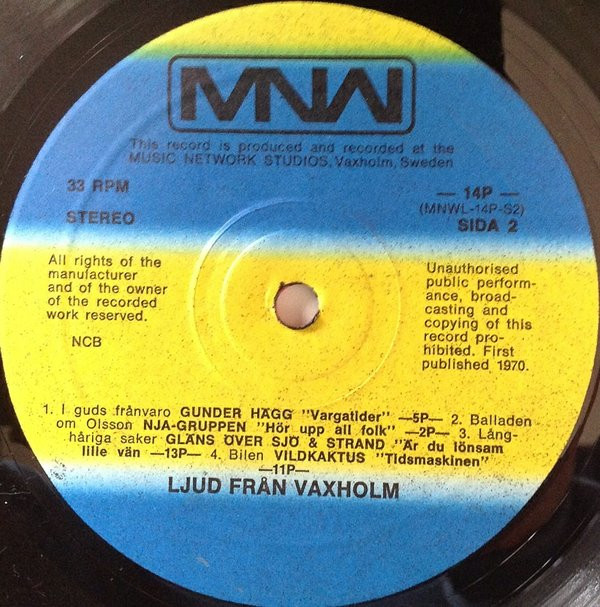 MNW
This record is produced and recorded at the
MUSIC NETWORK STUDIOS, Vaxholm, Sweden
33 RPM
STEREO
— 14P —
(MNWL-14P-S2)
SIDA 2
All rights of the
manufacturer
and of the owner
of the recorded
work reserved.
NCB
Unauthorised
public perform-
ance, broad-
casting and
copying of this
record pro-
hibited. First
published 1970.
1. I guds frånvaro GUNDER HÄGG "Vargatider" —5P— 2. Balladen
om Olsson NJA-GRUPPEN "Hör upp all folk" —2P— 3. Lång-
håriga saker GLÄNS ÖVER SJÖ & STRAND "Är du lönsam
lille vän —13P— 4. Bilen VILDKAKTUS "Tidsmaskinen"
—11P—
LJUD FRÅN VAXHOLM